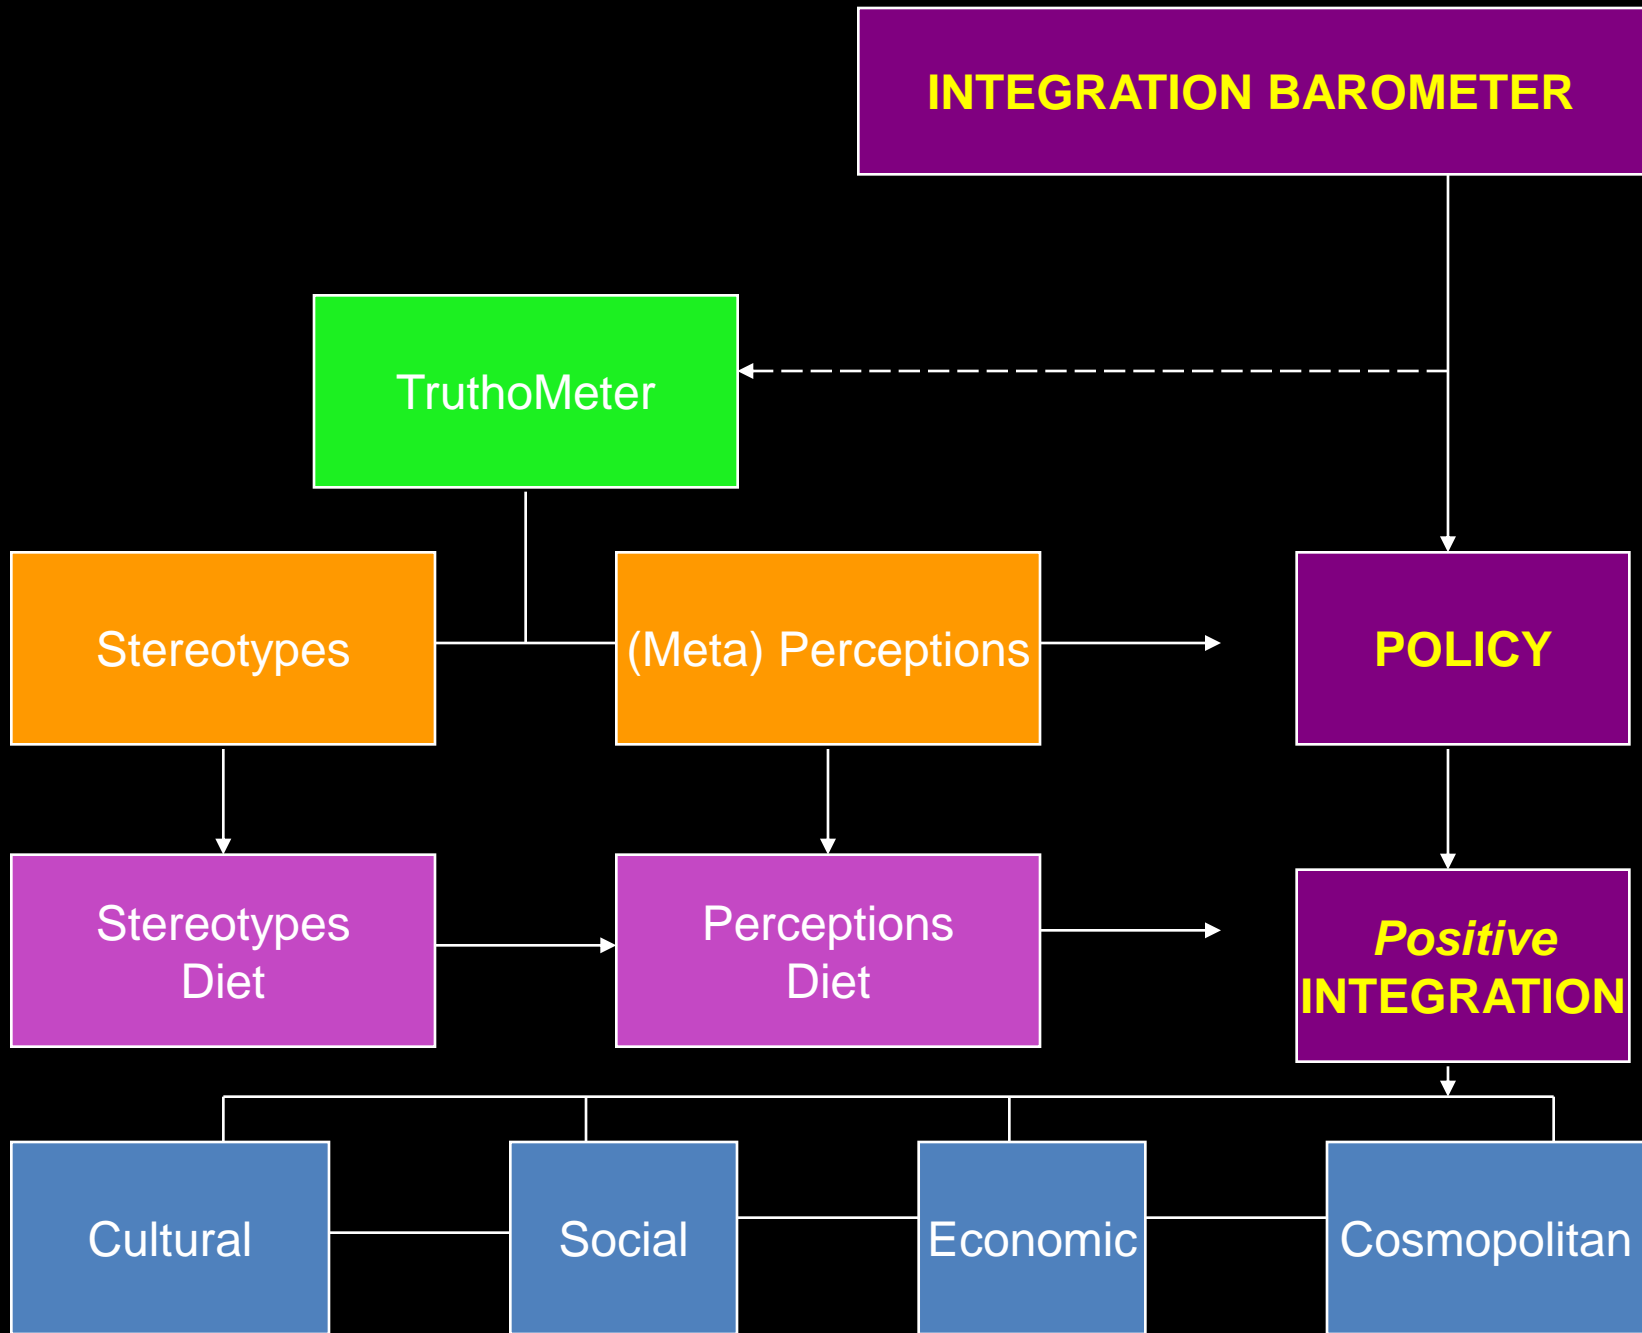 INTEGRATION BAROMETER
TruthoMeter
Stereotypes
(Meta) Perceptions
POLICY
Stereotypes
Diet
Perceptions
Diet
Positive
INTEGRATION
Cultural
Social
Economic
Cosmopolitan